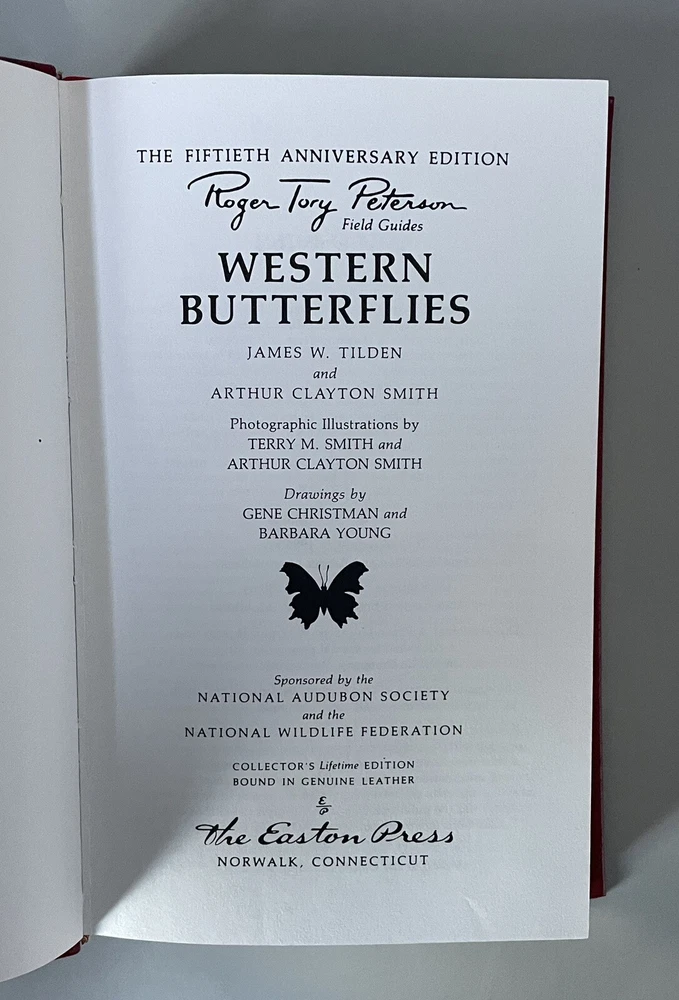 THE FIFTIETH ANNIVERSARY EDITION
Roger Tory Peterson
Field Guides
WESTERN
BUTTERFLIES
JAMES W. TILDEN
and
ARTHUR CLAYTON SMITH
Photographic Illustrations by
TERRY M. SMITH and
ARTHUR CLAYTON SMITH
Drawings by
GENE CHRISTMAN and
BARBARA YOUNG
Sponsored by the
NATIONAL AUDUBON SOCIETY
and the
NATIONAL WILDLIFE FEDERATION
COLLECTOR'S Lifetime EDITION
BOUND IN GENUINE LEATHER
The Easton Press
NORWALK, CONNECTICUT